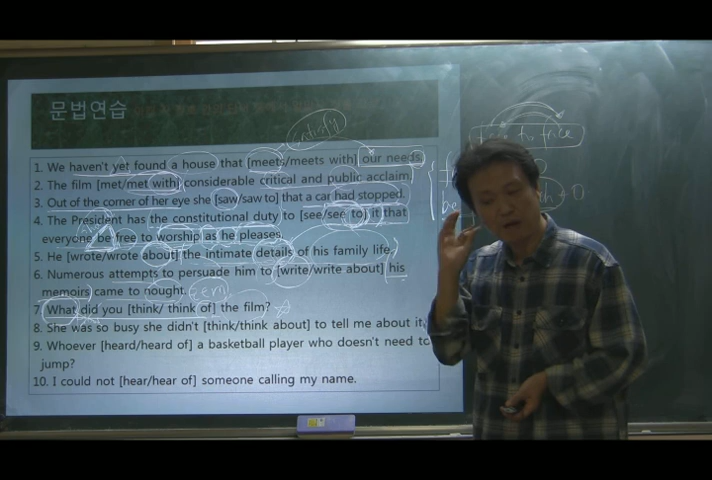 문법연습
satisfy
1. We haven't yet found a house that [meets/meets with] our needs.
2. The film [met/met with] considerable critical and public acclaim.
3. Out of the corner of her eye she [saw/saw to] that a car had stopped.
4. The President has the constitutional duty to [see/see to] it that
everyone be free to worship as he pleases.
5. He [wrote/wrote about] the intimate details of his family life.
6. Numerous attempts to persuade him to [write/write about] his
memoirs came to nought.
7. What did you [think/ think of] the film?
8. She was so busy she didn't [think/think about] to tell me about it.
9. Whoever [heard/heard of] a basketball player who doesn't need to
jump?
10. I could not [hear/hear of] someone calling my name.
face to face